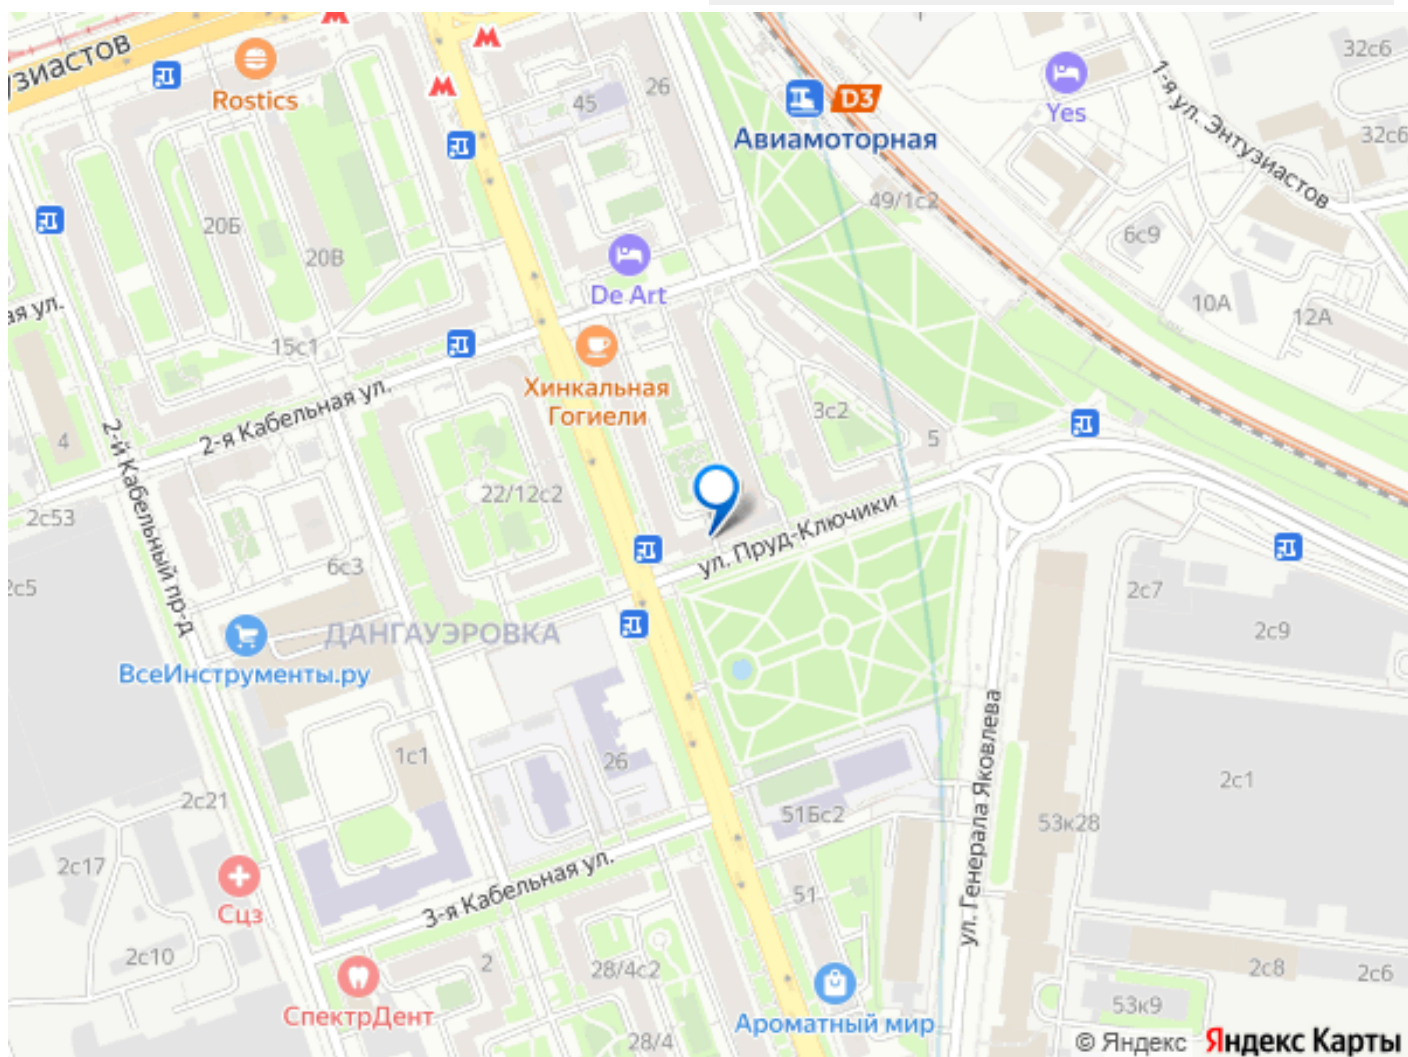 узиастов
Rostics
45
26
D3
Авиамоторная
Yes
1-я ул. Энтузиастов
32с6
32с6
49/1с2
6с9
10А
12А
20Б
20В
De Art
ая ул.
15с1
Хинкальная
Гогиели
2-я Кабельная ул.
2-й Кабельный пр-д
4
3с2
5
22/12с2
2с53
ул. Пруд-Ключики
6с3
2с5
2с7
2с9
ДАНГАУЭРОВКА
ВсеИнструменты.ру
1с1
26
2с21
51Бс2
ул. Генерала Яковлева
53к28
2с1
2с17
Сцз
3-я Кабельная ул.
51
2с10
2
28/4с2
2с8
2с6
СпектрДент
Ароматный мир
53к9
28/4
© Яндекс Яндекс Карты